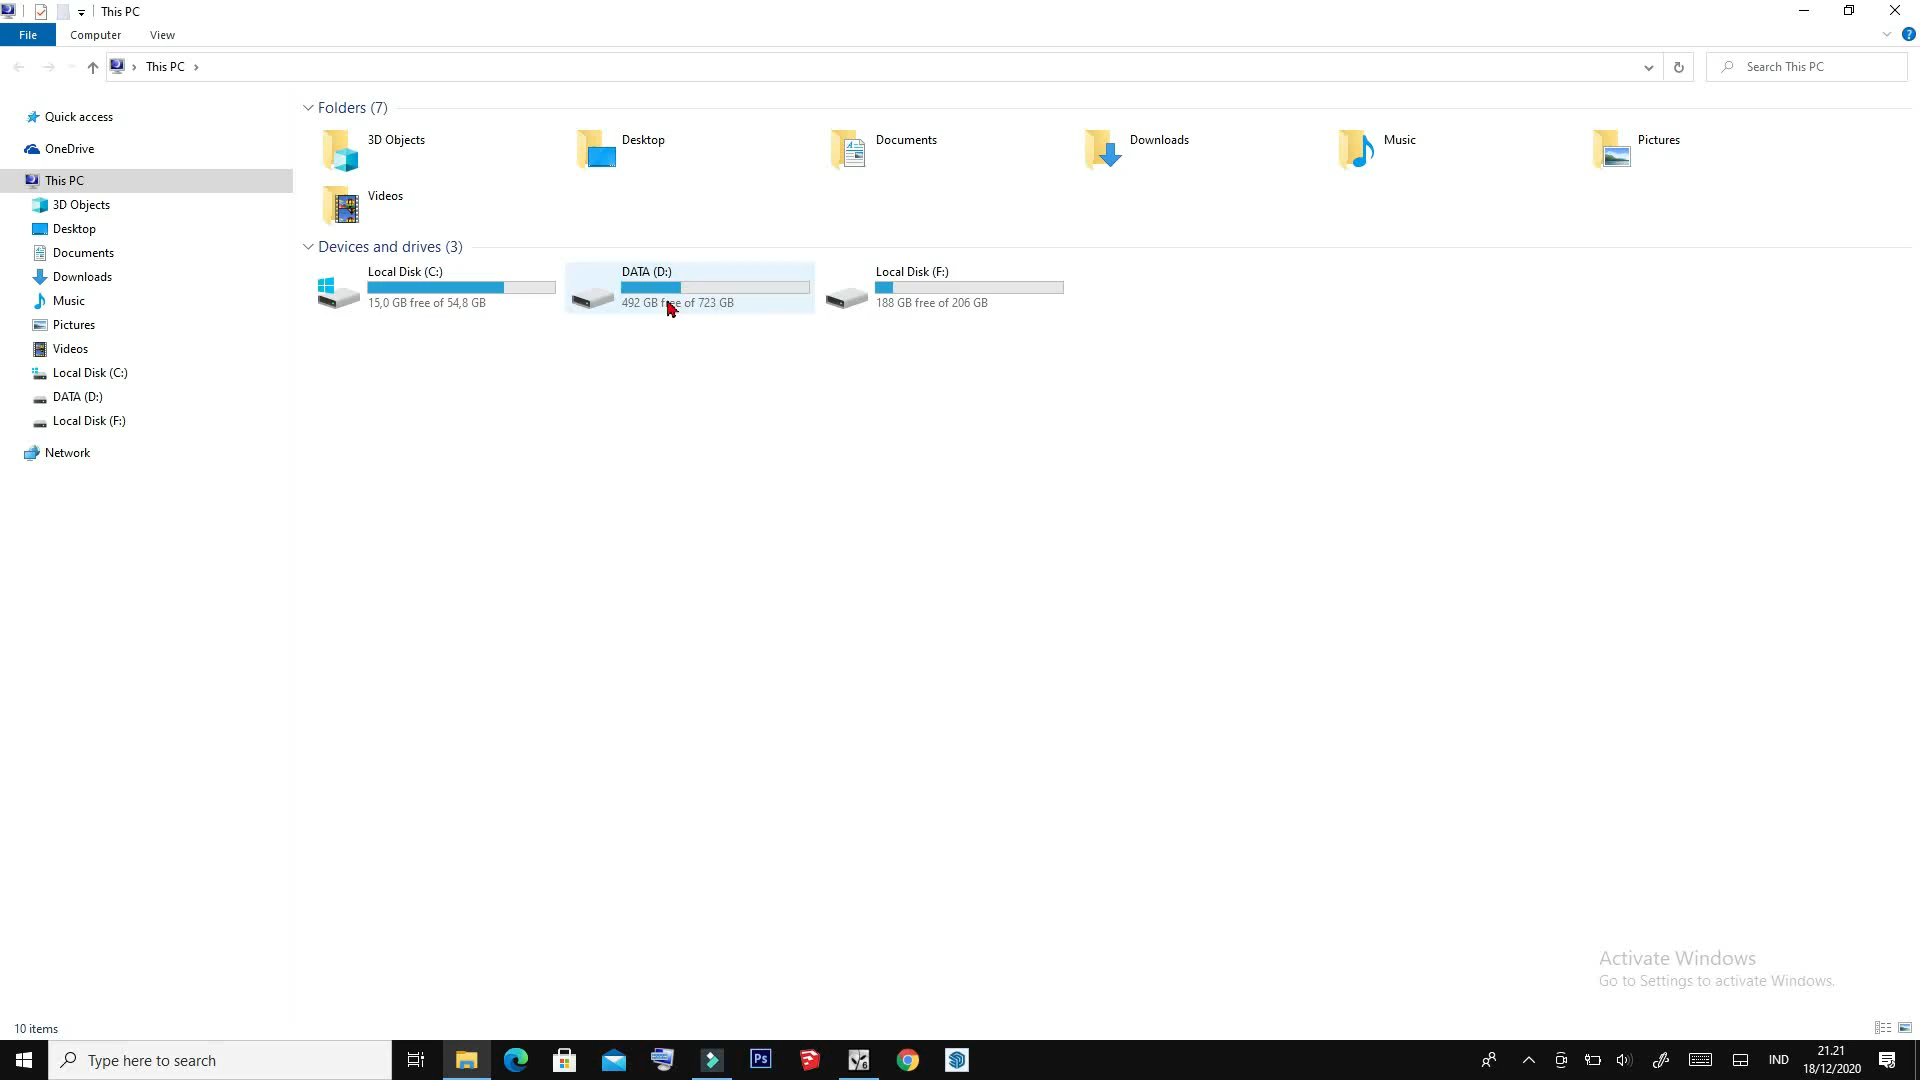 This PC
File
Computer
View
This PC
Search This PC
Quick access
OneDrive
This PC
3D Objects
Desktop
Documents
Downloads
Music
Pictures
Videos
Local Disk (C:)
DATA (D:)
Local Disk (F:)
Network
Folders (7)
3D Objects
Desktop
Documents
Downloads
Music
Pictures
Videos
Devices and drives (3)
Local Disk (C:)
15,0 GB free of 54,8 GB
DATA (D:)
492 GB free of 723 GB
Local Disk (F:)
188 GB free of 206 GB
Activate Windows
Go to Settings to activate Windows.
10 items
Type here to search
Ps
IND
21.21
18/12/2020